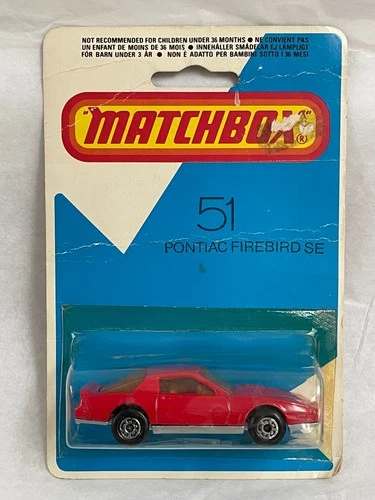 NOT RECOMMENDED FOR CHILDREN UNDER 36 MONTHS ● NE CONVIENT PAS
UN ENFANT DE MOINS DE 36 MOIS ● INNEHÅLLER SMÅDELAR EJ LÄMPLIGT
FÖR BARN UNDER 3 ÅR ● NON È ADATTO PER BAMBINI SOTTO I 36 MESI
"MATCHBOX"®
51
PONTIAC FIREBIRD SE